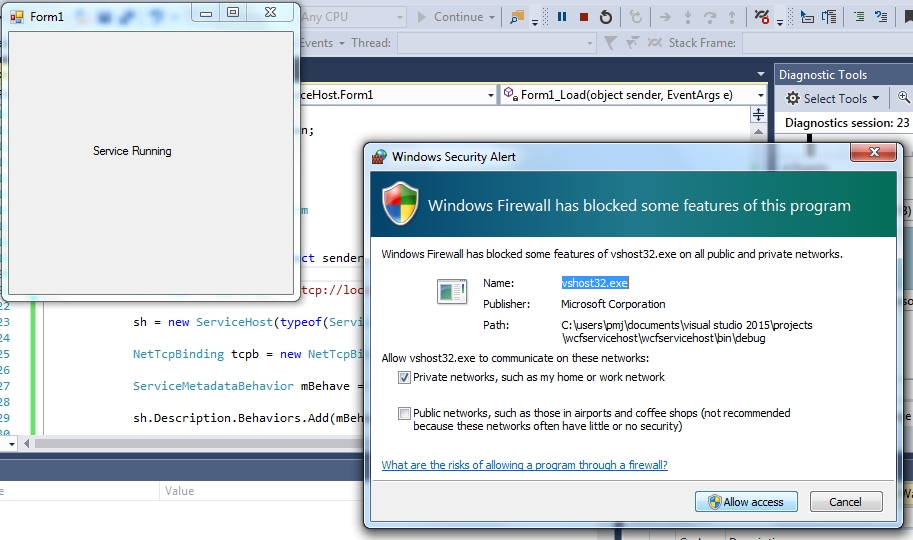 Form1
Service Running
Any CPU
Continue
Events
Thread:
Stack Frame:
ceHost.Form1
Form1_Load(object sender, EventArgs e)
Diagnostic Tools
Select Tools
Diagnostics session: 23
ct sender
tcp://loc
22
23
sh = new ServiceHost(typeof(Serv
24
25
NetTcpBinding tcpb = new NetTcpBi
26
27
ServiceMetadataBehavior mBehave =
28
29
sh.Description.Behaviors.Add(mBeh
30
Value
Windows Security Alert
Windows Firewall has blocked some features of this program
Windows Firewall has blocked some features of vshost32.exe on all public and private networks.
Name: vshost32.exe
Publisher: Microsoft Corporation
Path: C:\users\pmj\documents\visual studio 2015\projects
\wcfservicehost\wcfservicehost\bin\debug
Allow vshost32.exe to communicate on these networks:
Private networks, such as my home or work network
Public networks, such as those in airports and coffee shops (not recommended
because these networks often have little or no security)
What are the risks of allowing a program through a firewall?
Allow access
Cancel